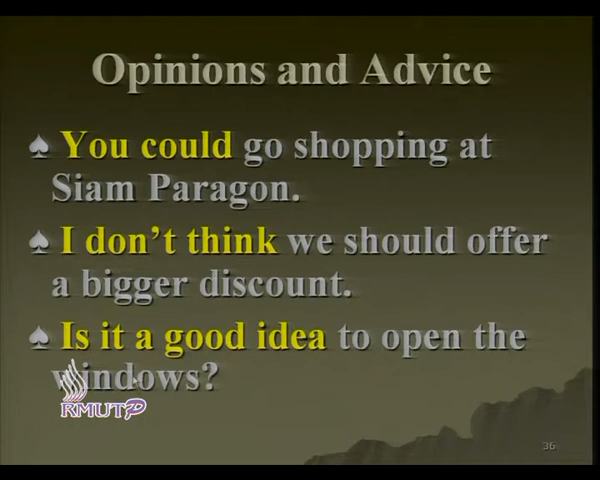 Opinions and Advice
♠ You could go shopping at
Siam Paragon.
♠ I don't think we should offer
a bigger discount.
♠ Is it a good idea to open the
windows?
RMUTP
36